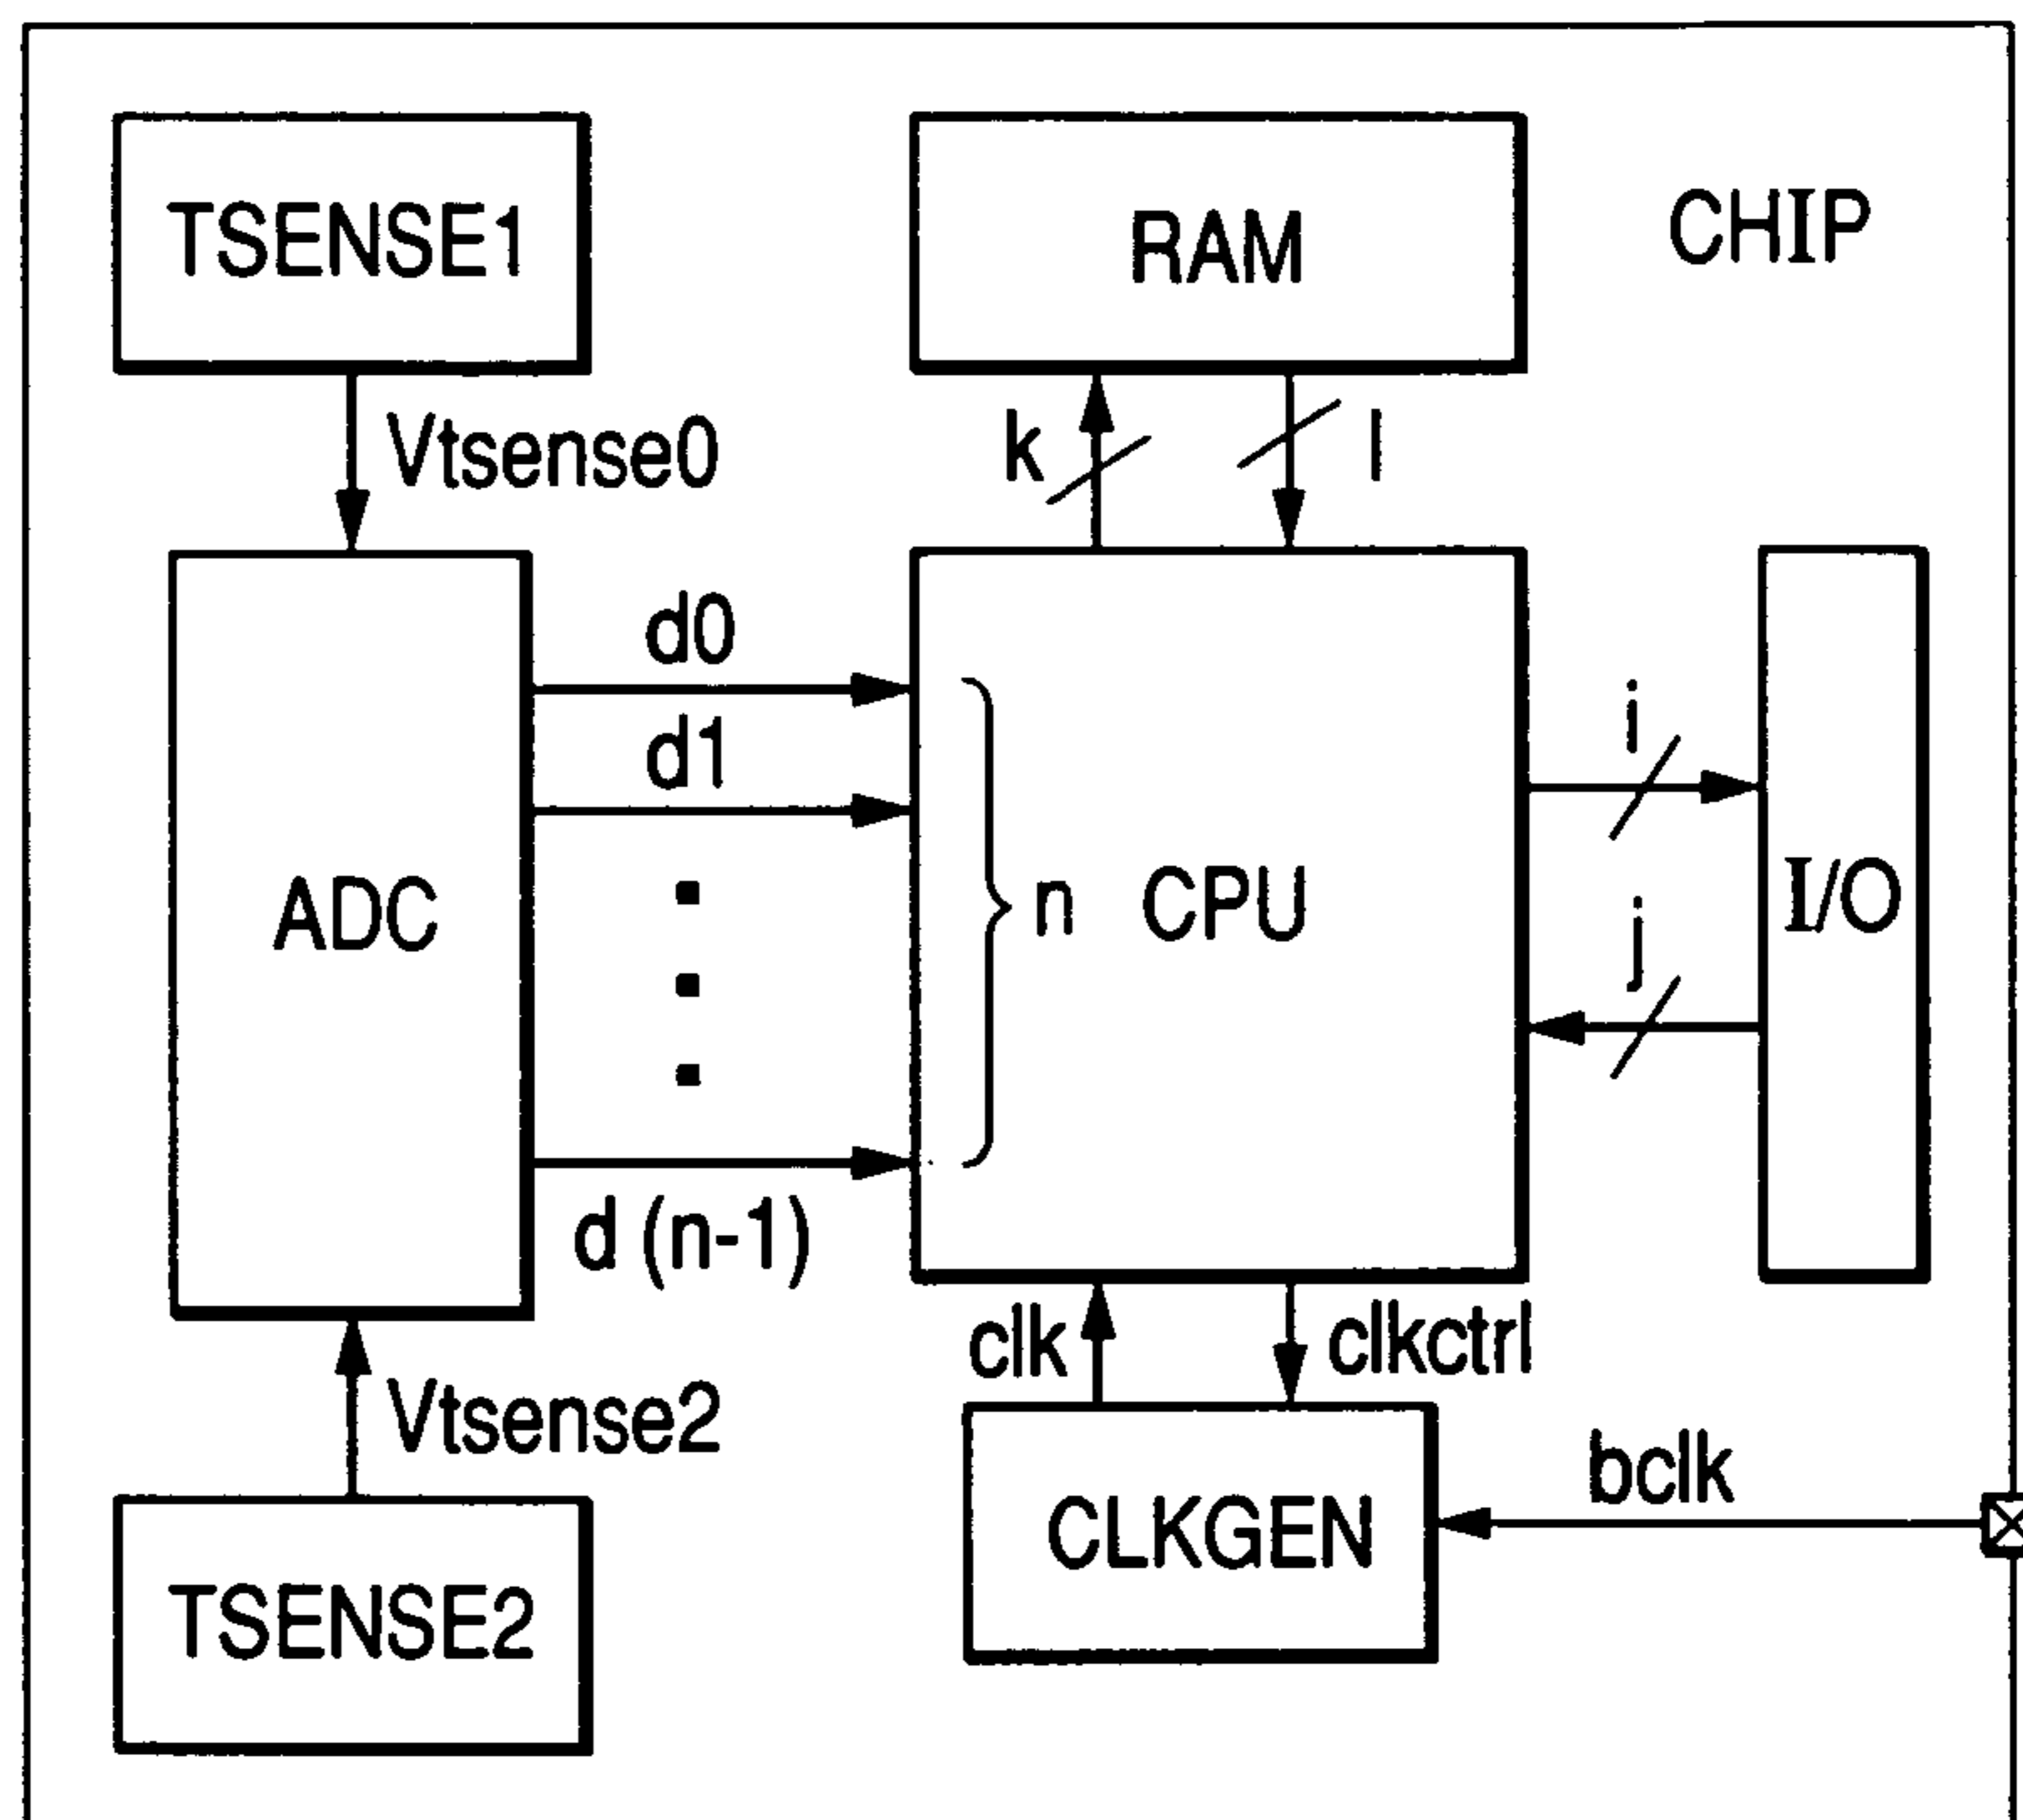 TSENSE1
RAM
CHIP
Vtsense0
k
l
d0
d1
i
ADC
n
CPU
I/O
j
d (n-1)
clk
clkctrl
Vtsense2
bclk
CLKGEN
TSENSE2